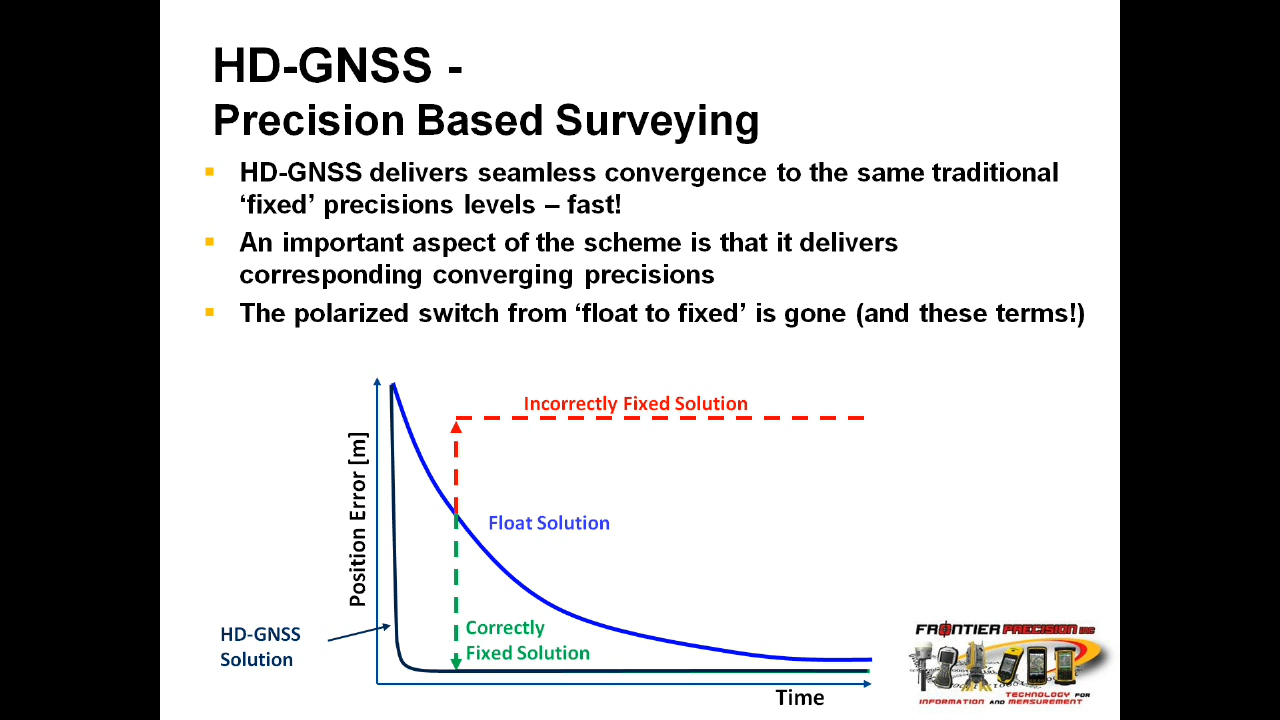 HD-GNSS -
Precision Based Surveying
▪ HD-GNSS delivers seamless convergence to the same traditional
‘fixed’ precisions levels – fast!
▪ An important aspect of the scheme is that it delivers
corresponding converging precisions
▪ The polarized switch from ‘float to fixed’ is gone (and these terms!)
Incorrectly Fixed Solution
Position Error [m]
Float Solution
HD-GNSS
Solution
Correctly
Fixed Solution
Time
FRONTIER PRECISION INC
TECHNOLOGY FOR
INFORMATION AND MEASUREMENT